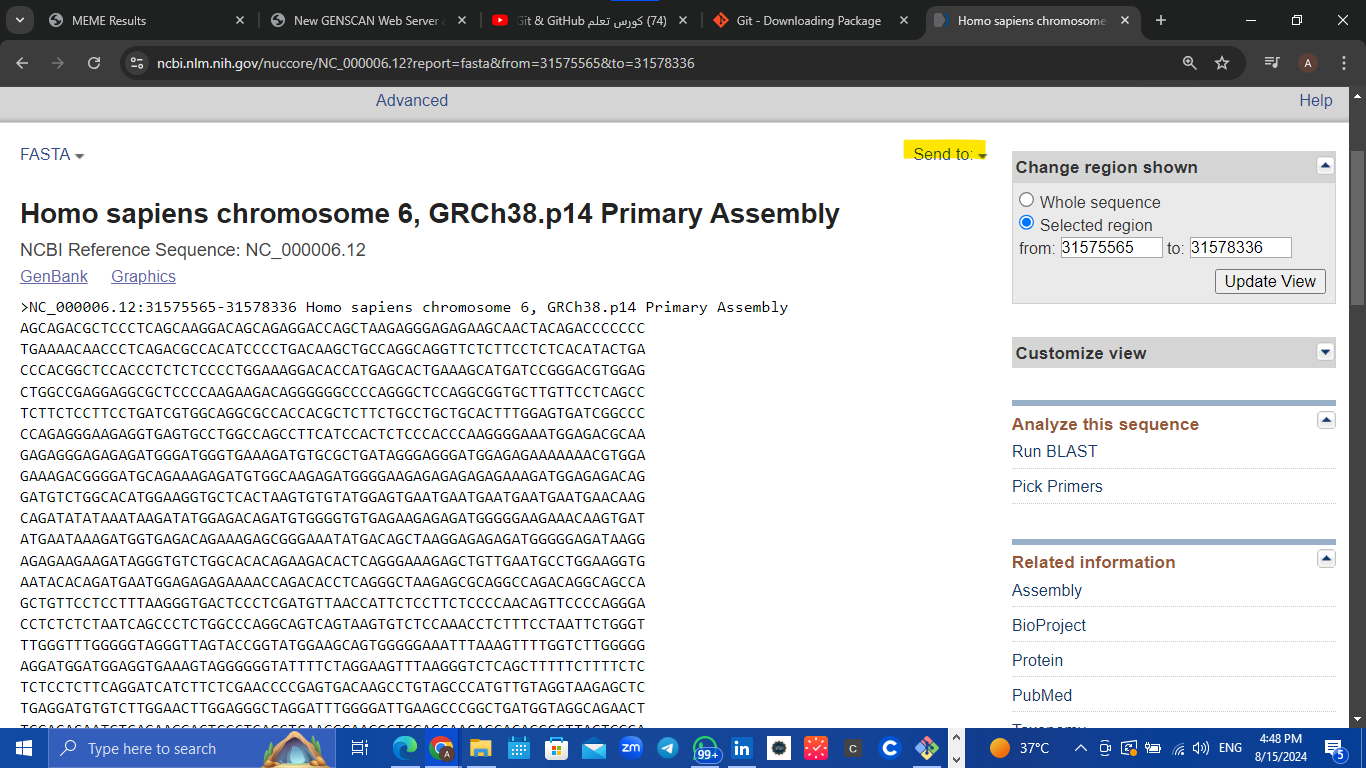 MEME Results
New GENSCAN Web Server a
(74) كورس تعلم Git & GitHub
Git - Downloading Package
Homo sapiens chromosome
ncbi.nlm.nih.gov/nuccore/NC_000006.12?report=fasta&from=31575565&to=31578336
A
Advanced
Help
FASTA
Send to:
Homo sapiens chromosome 6, GRCh38.p14 Primary Assembly
NCBI Reference Sequence: NC_000006.12
GenBank Graphics
>NC_000006.12:31575565-31578336 Homo sapiens chromosome 6, GRCh38.p14 Primary Assembly
AGCAGACGCTCCCTCAGCAAGGACAGCAGAGGACCAGCTAAGAGGGAGAGAAGCAACTACAGACCCCCCC
TGAAAACAACCCTCAGACGCCACATCCCCTGACAAGCTGCCAGGCAGGTTCTCTTCCTCTCACATACTGA
CCCACGGCTCCACCCTCTCTCCCCTGGAAAGGACACCATGAGCACTGAAAGCATGATCCGGGACGTGGAG
CTGGCCGAGGAGGCGCTCCCCAAGAAGACAGGGGGGCCCCAGGGCTCCAGGCGGTGCTTGTTCCTCAGCC
TCTTCTCCTTCCTGATCGTGGCAGGCGCCACCACGCTCTTCTGCCTGCTGCACTTTGGAGTGATCGGCCC
CCAGAGGGAAGAGGTGAGTGCCTGGCCAGCCTTCATCCACTCTCCCACCCAAGGGGAAATGGAGACGCAA
GAGAGGGAGAGAGATGGGATGGGTGAAAGATGTGCGCTGATAGGGAGGGATGGAGAGAAAAAAACGTGGA
GAAAGACGGGGATGCAGAAAGAGATGTGGCAAGAGATGGGGAAGAGAGAGAGAGAAAGATGGAGAGACAG
GATGTCTGGCACATGGAAGGTGCTCACTAAGTGTGTATGGAGTGAATGAATGAATGAATGAATGAACAAG
CAGATATATAAATAAGATATGGAGACAGATGTGGGGTGTGAGAAGAGAGATGGGGGAAGAAACAAGTGAT
ATGAATAAAGATGGTGAGACAGAAAGAGCGGGAAATATGACAGCTAAGGAGAGAGATGGGGGAGATAAGG
AGAGAAGAAGATAGGGTGTCTGGCACACAGAAGACACTCAGGGAAAGAGCTGTTGAATGCCTGGAAGGTG
AATACACAGATGAATGGAGAGAGAAAACCAGACACCTCAGGGCTAAGAGCGCAGGCCAGACAGGCAGCCA
GCTGTTCCTCCTTTAAGGGTGACTCCCTCGATGTTAACCATTCTCCTTCTCCCCAACAGTTCCCCAGGGA
CCTCTCTCTAATCAGCCCTCTGGCCCAGGCAGTCAGTAAGTGTCTCCAAACCTCTTTCCTAATTCTGGGT
TTGGGTTTGGGGGTAGGGTTAGTACCGGTATGGAAGCAGTGGGGGAAATTTAAAGTTTTGGTCTTGGGGG
AGGATGGATGGAGGTGAAAGTAGGGGGGTATTTTCTAGGAAGTTTAAGGGTCTCAGCTTTTTCTTTTCTC
TCTCCTCTTCAGGATCATCTTCTCGAACCCCGAGTGACAAGCCTGTAGCCCATGTTGTAGGTAAGAGCTC
TGAGGATGTGTCTTGGAACTTGGAGGGCTAGGATTTGGGGATTGAAGCCCGGCTGATGGTAGGCAGAACT
Change region shown
Whole sequence
Selected region
from: 31575565 to: 31578336
Update View
Customize view
Analyze this sequence
Run BLAST
Pick Primers
Related information
Assembly
BioProject
Protein
PubMed
Taxonomy
Type here to search
zm
99+
in
C
C
37°C
ENG
4:48 PM
8/15/2024
5